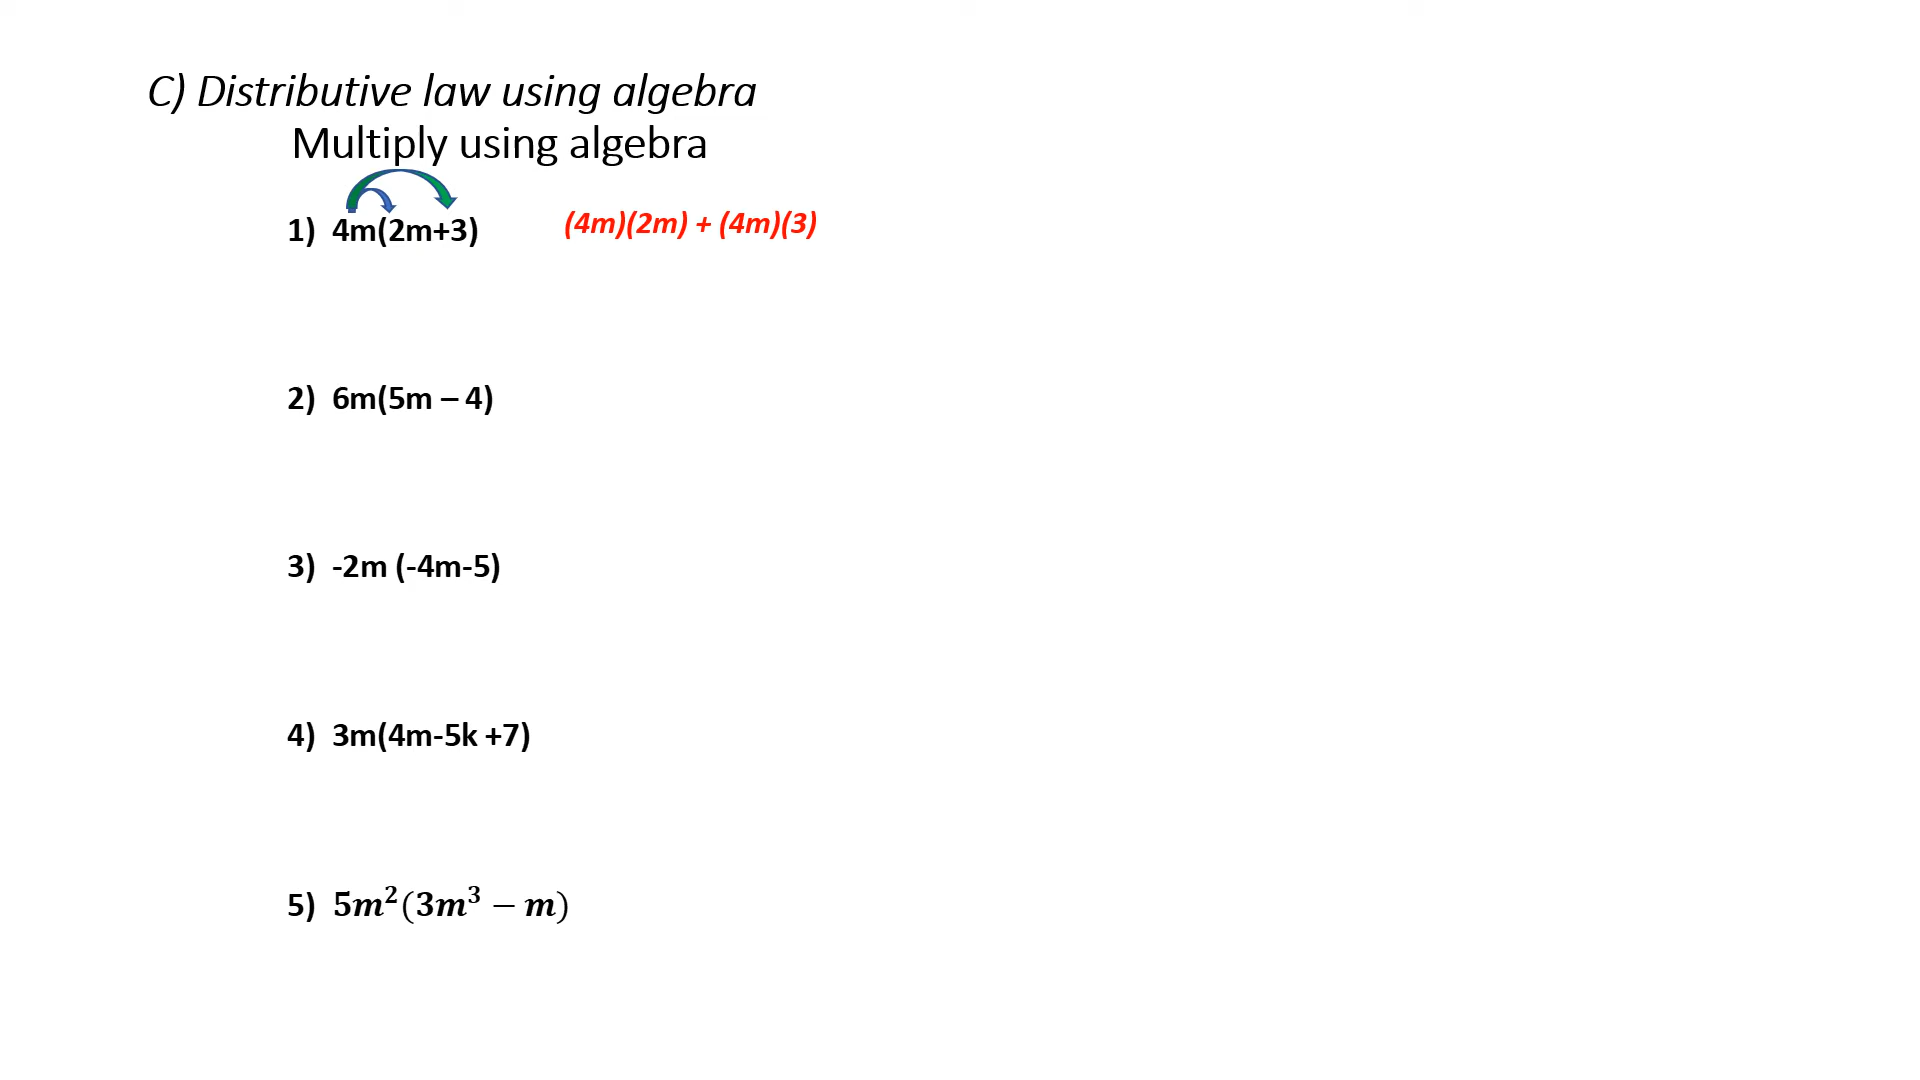 C) Distributive law using algebra
Multiply using algebra
1) 4m(2m+3) (4m)(2m) + (4m)(3)
2) 6m(5m – 4)
3) -2m (-4m-5)
4) 3m(4m-5k +7)
5) 5m²(3m³ − m)